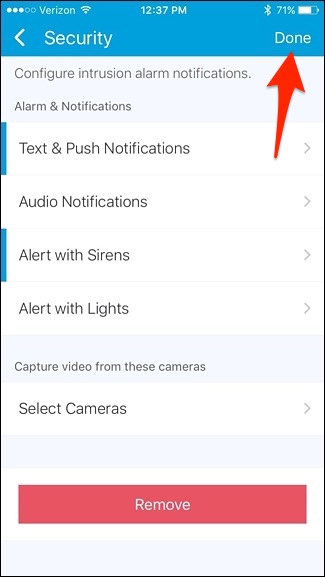 Verizon 12:37 PM 71%
Security Done
Configure intrusion alarm notifications.
Alarm & Notifications
Text & Push Notifications
Audio Notifications
Alert with Sirens
Alert with Lights
Capture video from these cameras
Select Cameras
Remove